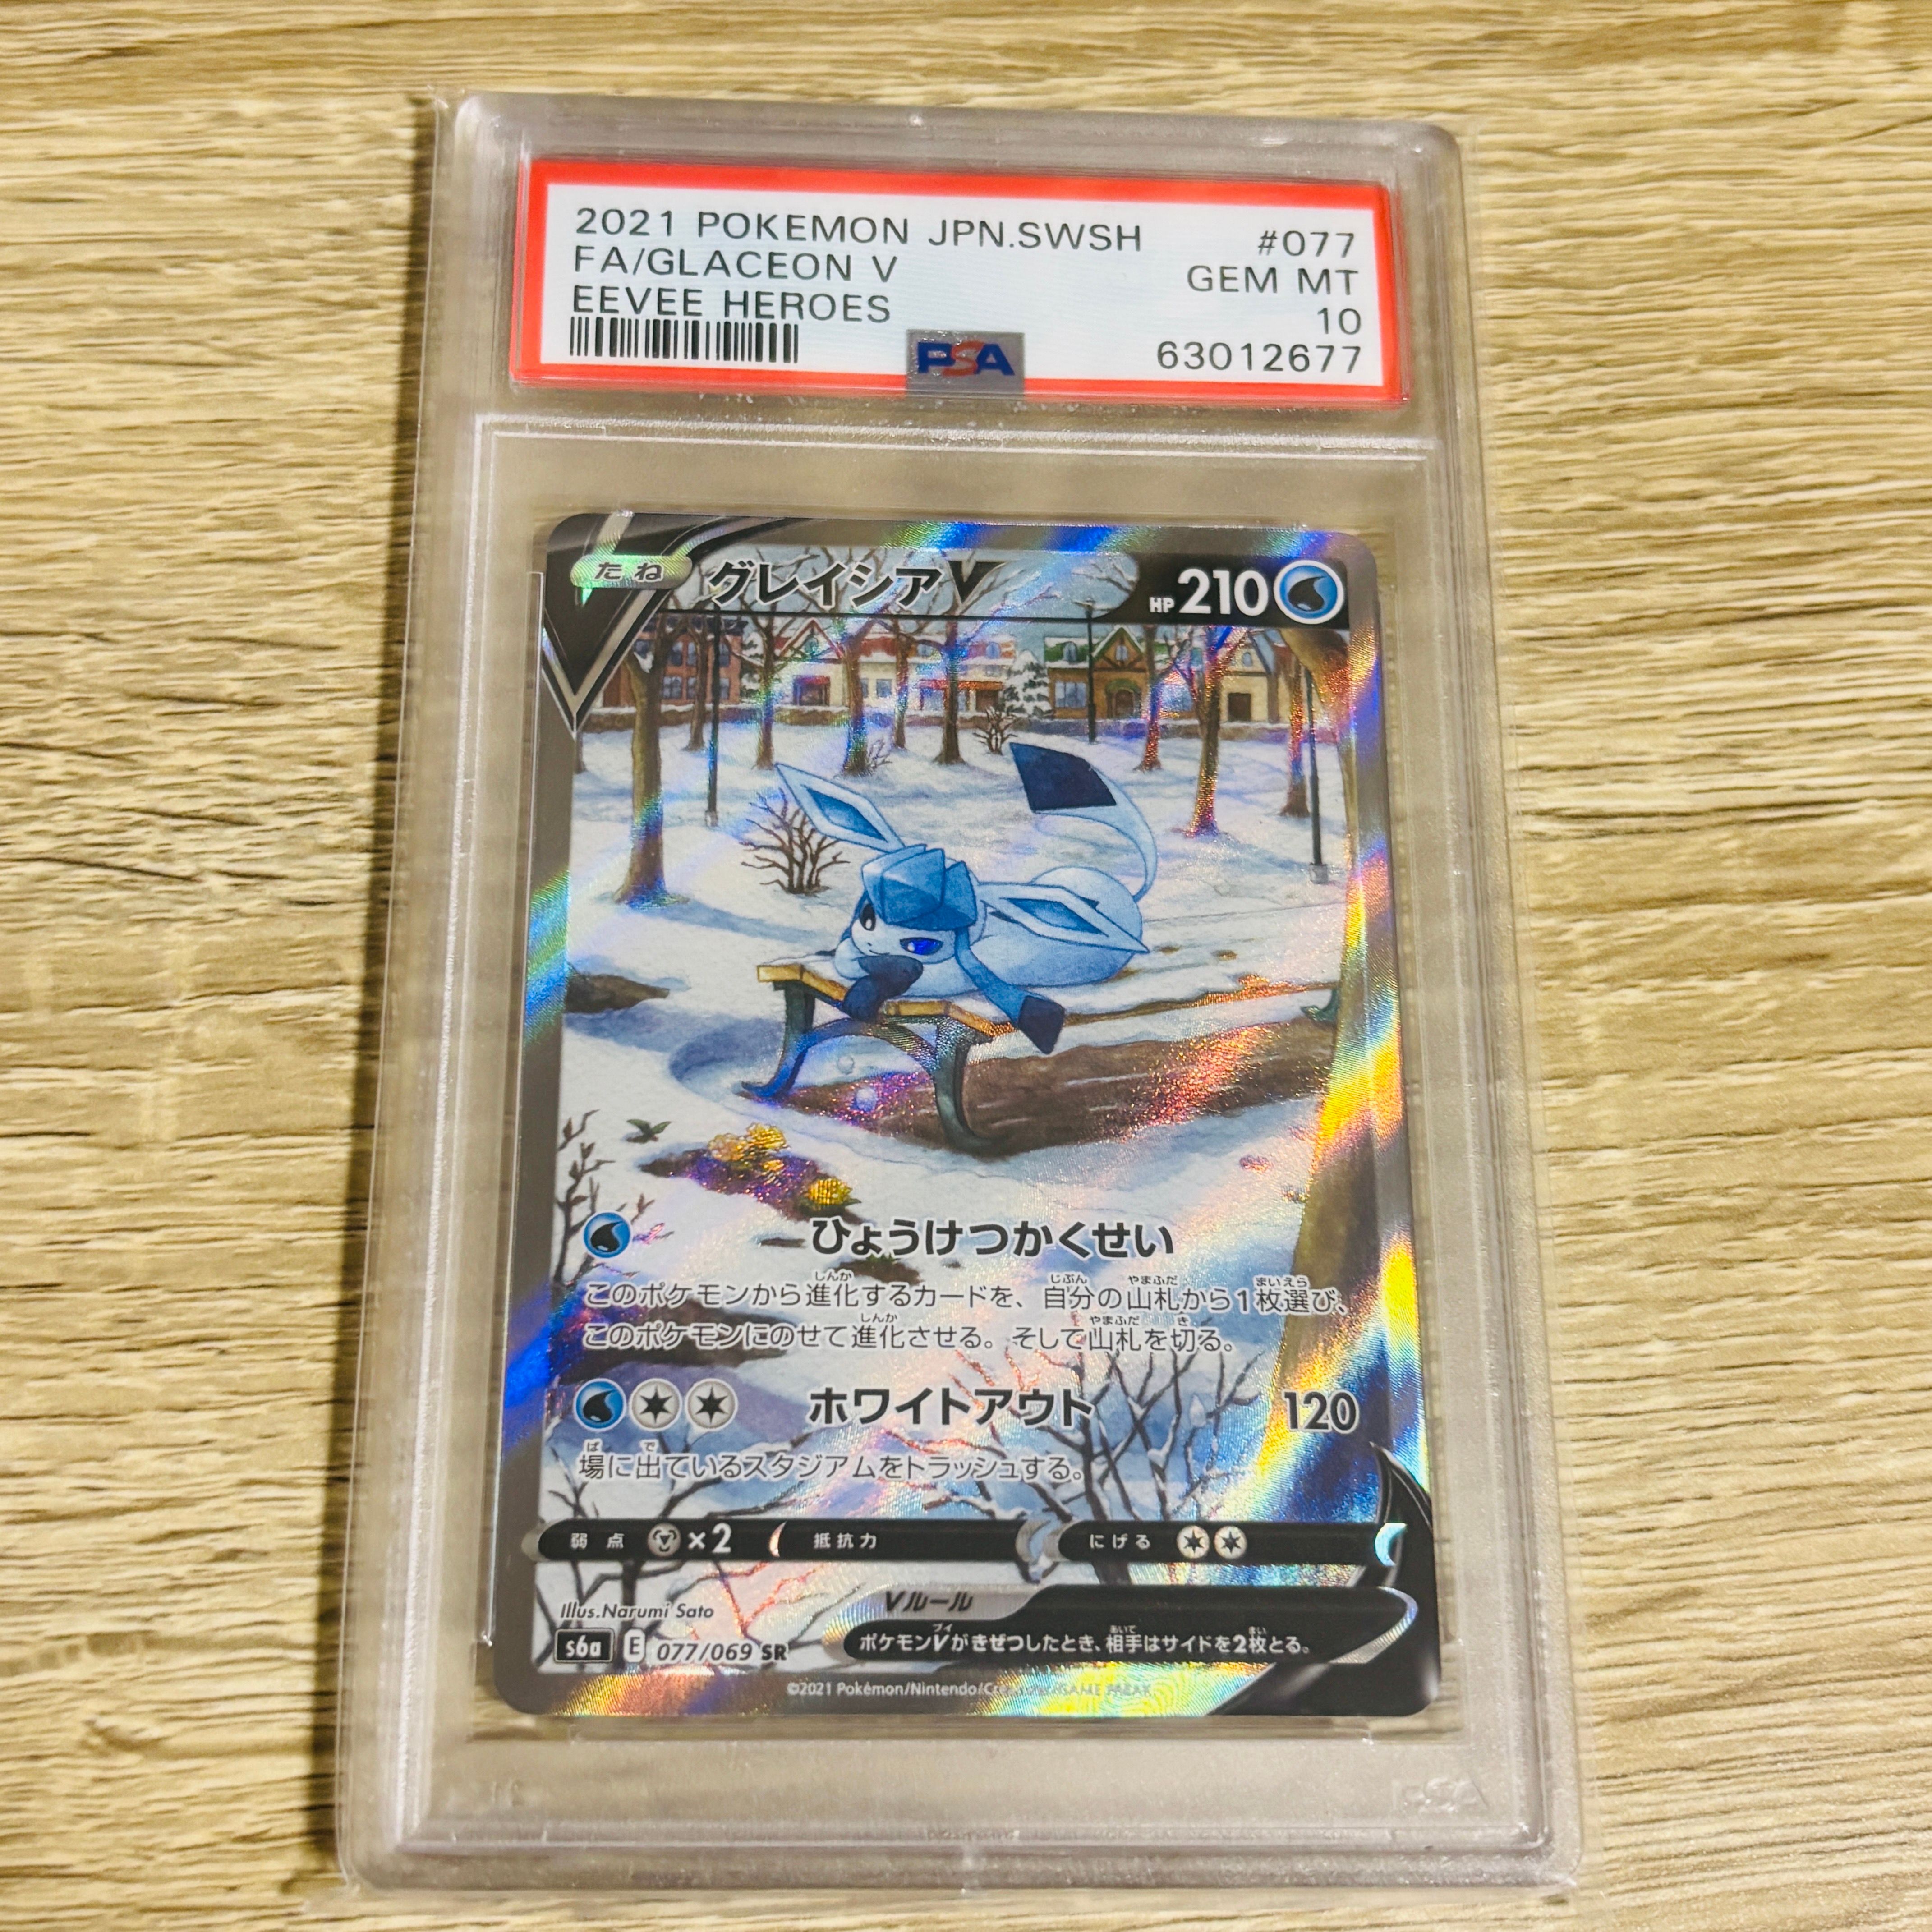 2021 POKEMON JPN.SWSH #077
FA/GLACEON V GEM MT
EEVEE HEROES 10
PSA 63012677
たね グレイシアV HP 210
ひょうけつかくせい
このポケモンから進化するカードを、自分の山札から1枚選び、
このポケモンにのせて進化させる。そして山札を切る。
ホワイトアウト 120
場に出ているスタジアムをトラッシュする。
弱点 ×2 抵抗力 にげる
Illus.Narumi Sato Vルール
s6a E 077/069 SR ポケモンVがきぜつしたとき、相手はサイドを2枚とる。
©2021 Pokémon/Nintendo/Creatures/GAME FREAK